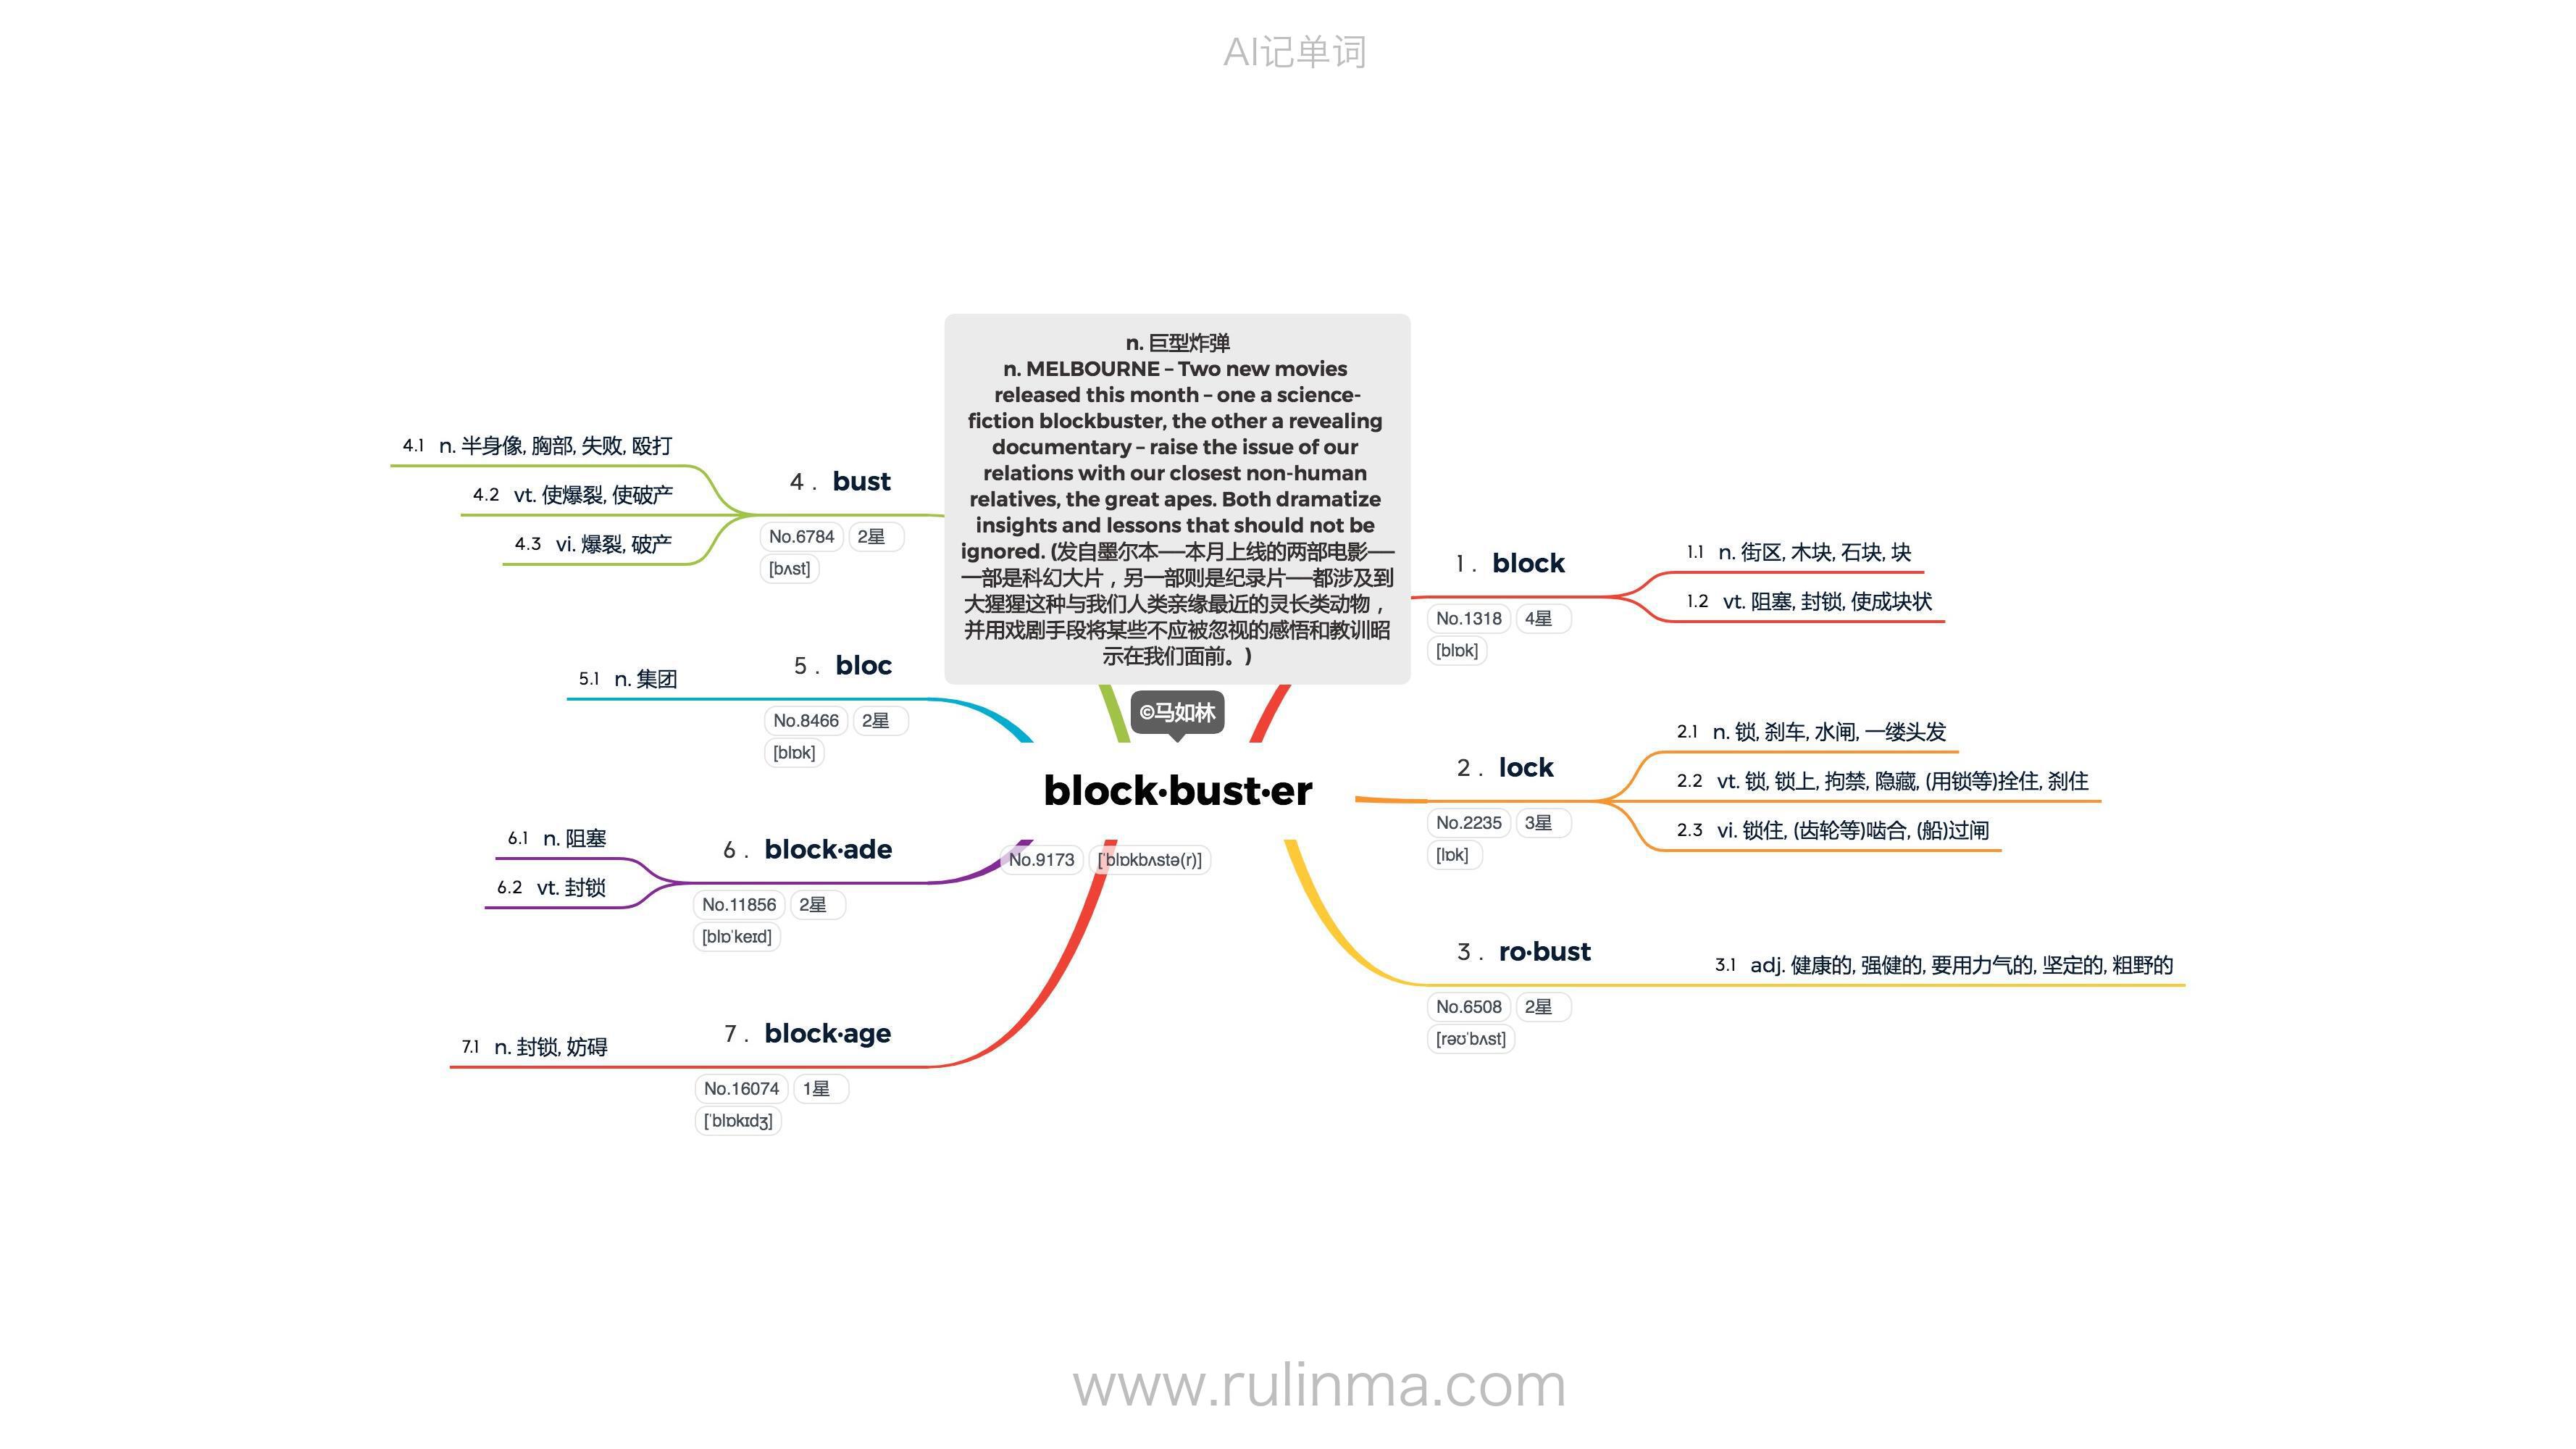 AI记单词
n. 巨型炸弹
n. MELBOURNE – Two new movies
released this month – one a science-
fiction blockbuster, the other a revealing
documentary – raise the issue of our
relations with our closest non-human
relatives, the great apes. Both dramatize
insights and lessons that should not be
ignored. (发自墨尔本——本月上线的两部电影——
一部是科幻大片，另一部则是纪录片——都涉及到
大猩猩这种与我们人类亲缘最近的灵长类动物，
并用戏剧手段将某些不应被忽视的感悟和教训昭
示在我们面前。)
©马如林
block·bust·er
No.9173 [ˈblɒkbʌstə(r)]
1. block
No.1318 4星
[blɒk]
1.1 n. 街区, 木块, 石块, 块
1.2 vt. 阻塞, 封锁, 使成块状
2. lock
No.2235 3星
[lɒk]
2.1 n. 锁, 刹车, 水闸, 一缕头发
2.2 vt. 锁, 锁上, 拘禁, 隐藏, (用锁等)拴住, 刹住
2.3 vi. 锁住, (齿轮等)啮合, (船)过闸
3. ro·bust
No.6508 2星
[rəʊˈbʌst]
3.1 adj. 健康的, 强健的, 要用力气的, 坚定的, 粗野的
4. bust
No.6784 2星
[bʌst]
4.1 n. 半身像, 胸部, 失败, 殴打
4.2 vt. 使爆裂, 使破产
4.3 vi. 爆裂, 破产
5. bloc
No.8466 2星
[blɒk]
5.1 n. 集团
6. block·ade
No.11856 2星
[blɒˈkeɪd]
6.1 n. 阻塞
6.2 vt. 封锁
7. block·age
No.16074 1星
[ˈblɒkɪdʒ]
7.1 n. 封锁, 妨碍
www.rulinma.com